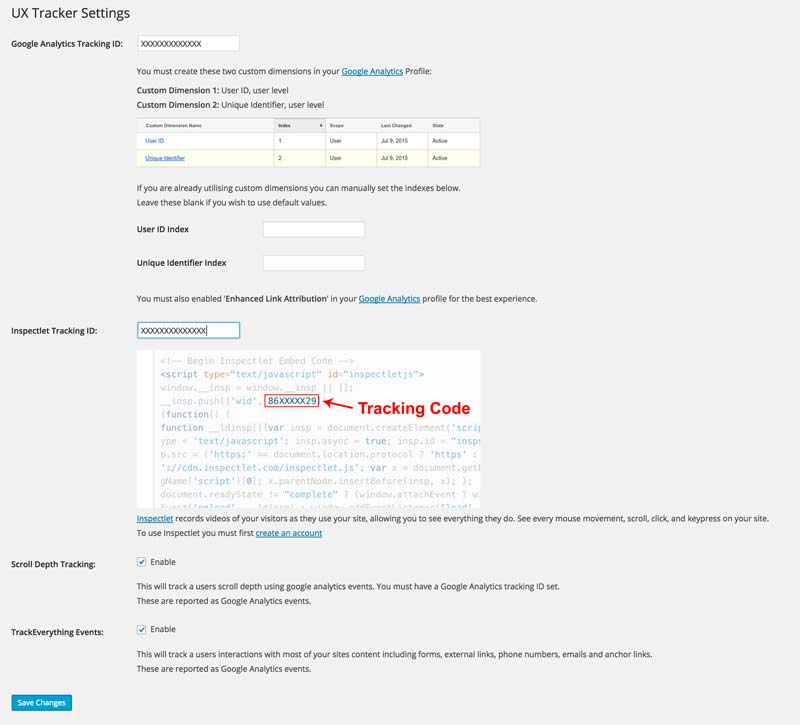 UX Tracker Settings
Google Analytics Tracking ID: XXXXXXXXXXXXX
You must create these two custom dimensions in your Google Analytics Profile:
Custom Dimension 1: User ID, user level
Custom Dimension 2: Unique Identifier, user level
Custom Dimension Name Index Scope Last Changed State
User ID 1 User Jul 9, 2015 Active
Unique Identifier 2 User Jul 9, 2015 Active
If you are already utilising custom dimensions you can manually set the indexes below.
Leave these blank if you wish to use default values.
User ID Index
Unique Identifier Index
You must also enabled 'Enhanced Link Attribution' in your Google Analytics profile for the best experience.
Inspectlet Tracking ID: XXXXXXXXXXXXXX
<!-- Begin Inspectlet Embed Code -->
<script type="text/javascript" id="inspectletjs">
window.__insp = window.__insp || [];
__insp.push(['wid', 86XXXXX29 Tracking Code
(function() {
function __ldinsp(){var insp = document.createElement('scrip
ype = 'text/javascript'; insp.async = true; insp.id = "insps
p.src = ('https:' == document.location.protocol ? 'https' :
'://cdn.inspectlet.com/inspectlet.js'; var x = document.getE
gName('script')[0]; x.parentNode.insertBefore(insp, x); };
document.readyState != "complete" ? (window.attachEvent ? w
Inspectlet records videos of your visitors as they use your site, allowing you to see everything they do. See every mouse movement, scroll, click, and keypress on your site.
To use Inspectlet you must first create an account
Scroll Depth Tracking: Enable
This will track a users scroll depth using google analytics events. You must have a Google Analytics tracking ID set.
These are reported as Google Analytics events.
TrackEverything Events: Enable
This will track a users interactions with most of your sites content including forms, external links, phone numbers, emails and anchor links.
These are reported as Google Analytics events.
Save Changes